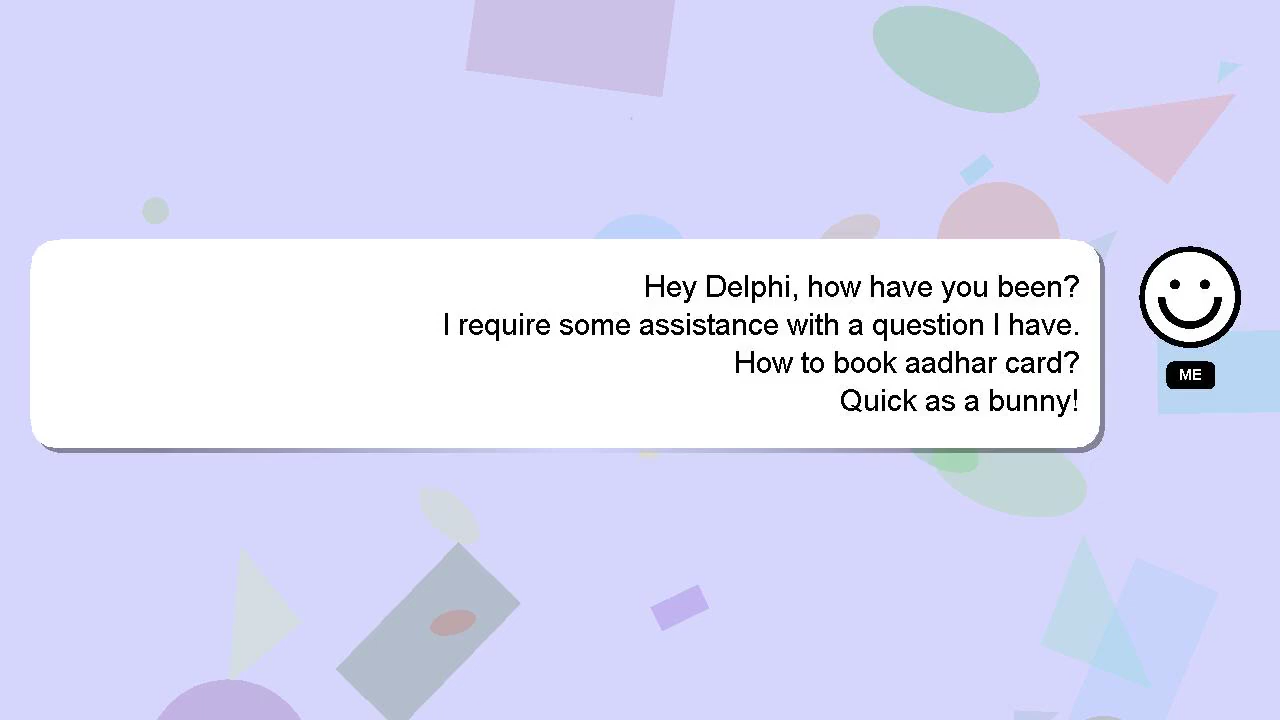 Hey Delphi, how have you been?
I require some assistance with a question I have.
How to book aadhar card?
Quick as a bunny!
ME